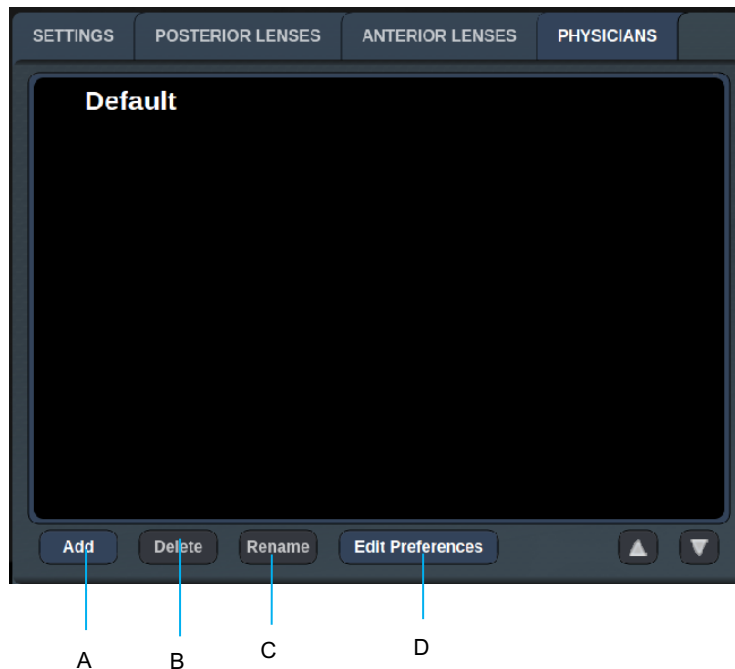 SETTINGS POSTERIOR LENSES ANTERIOR LENSES PHYSICIANS
Default
Add Delete Rename Edit Preferences
A B C D